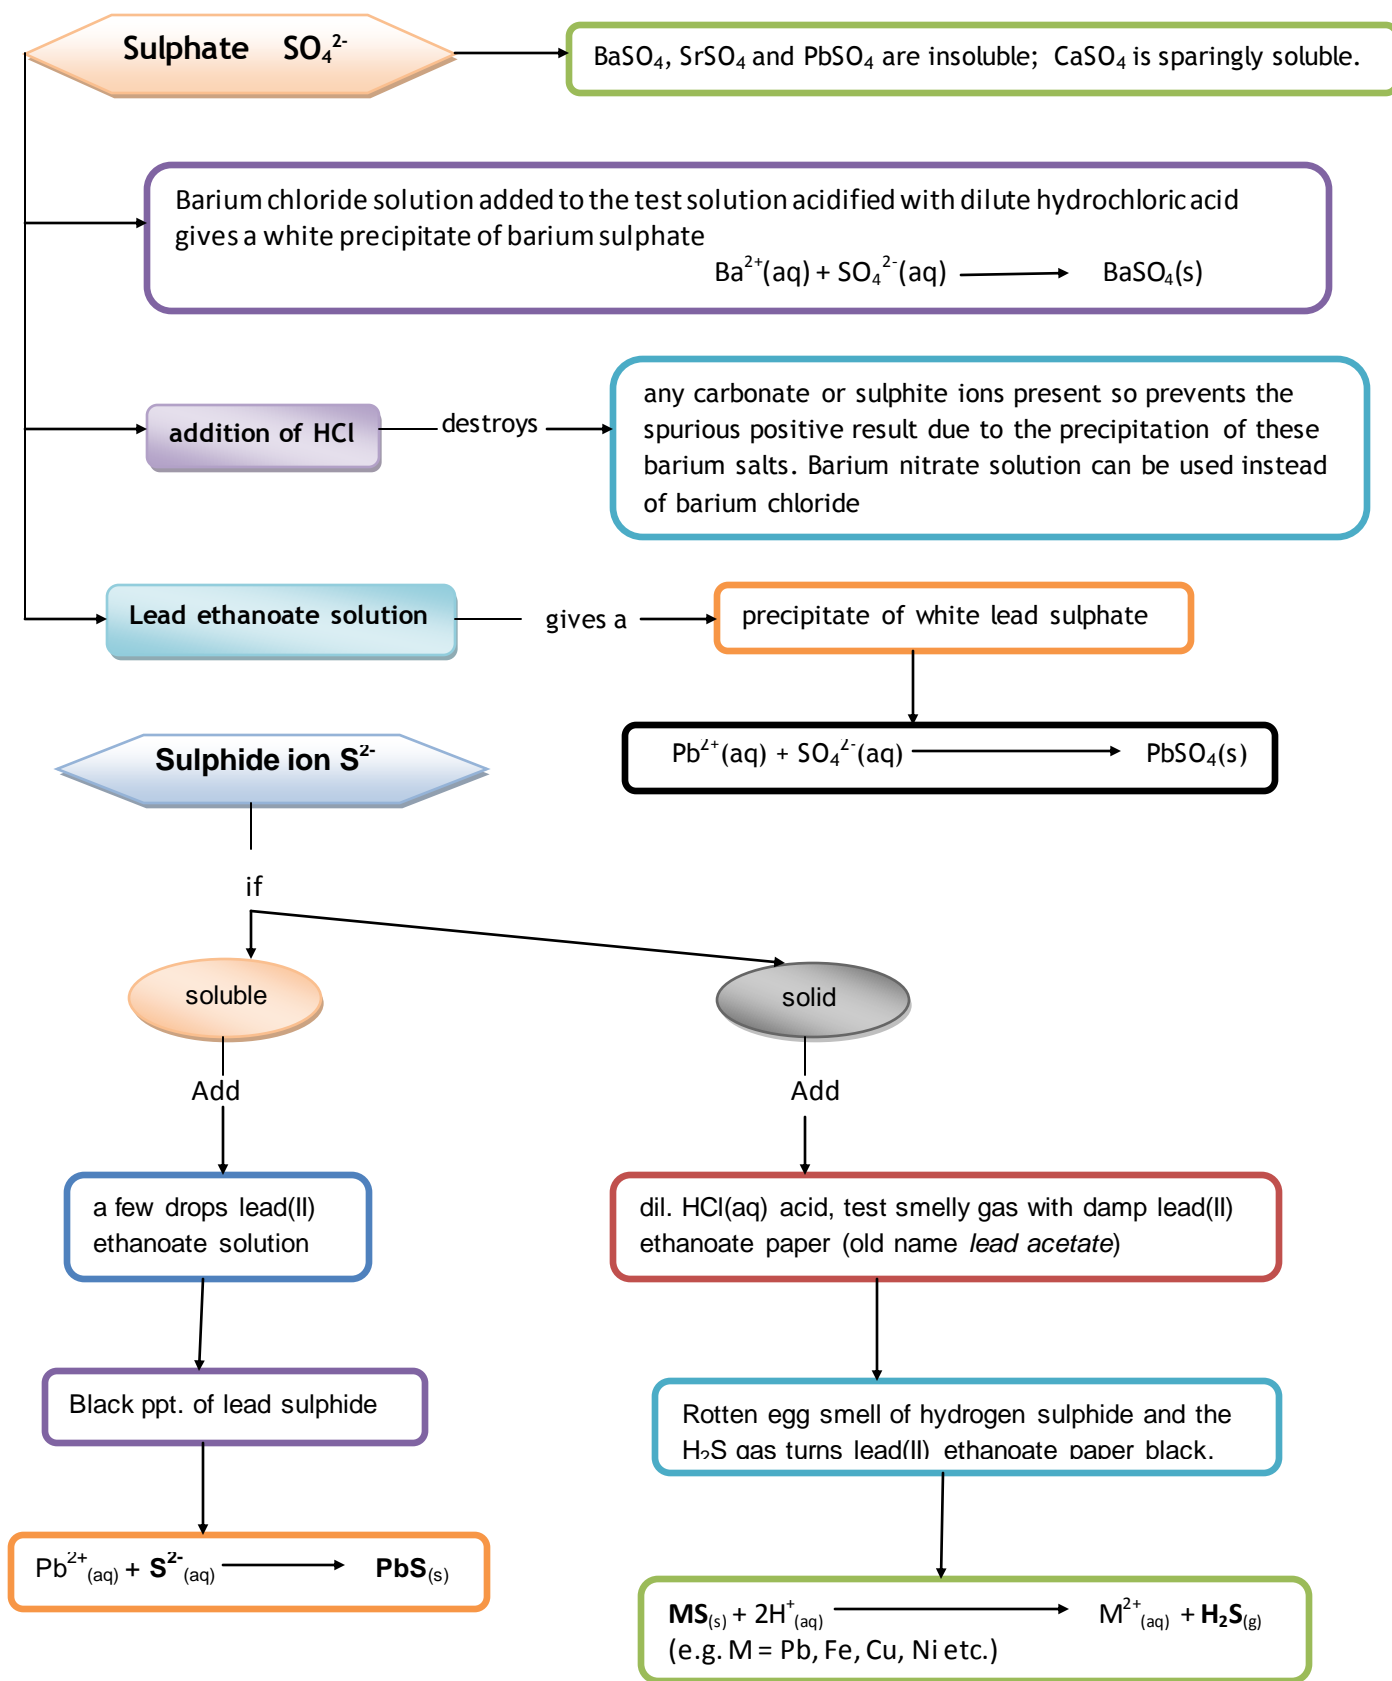 Sulphate SO₄²⁻
BaSO₄, SrSO₄ and PbSO₄ are insoluble; CaSO₄ is sparingly soluble.
Barium chloride solution added to the test solution acidified with dilute hydrochloric acid
gives a white precipitate of barium sulphate
Ba²⁺(aq) + SO₄²⁻(aq) ⟶ BaSO₄(s)
addition of HCl
destroys
any carbonate or sulphite ions present so prevents the
spurious positive result due to the precipitation of these
barium salts. Barium nitrate solution can be used instead
of barium chloride
Lead ethanoate solution
gives a
precipitate of white lead sulphate
Pb²⁺(aq) + SO₄²⁻(aq) ⟶ PbSO₄(s)
Sulphide ion S²⁻
if
soluble
solid
Add
Add
a few drops lead(II)
ethanoate solution
dil. HCl(aq) acid, test smelly gas with damp lead(II)
ethanoate paper (old name lead acetate)
Black ppt. of lead sulphide
Rotten egg smell of hydrogen sulphide and the
H₂S gas turns lead(II) ethanoate paper black.
Pb²⁺(aq) + S²⁻(aq) ⟶ PbS(s)
MS(s) + 2H⁺(aq) ⟶ M²⁺(aq) + H₂S(g)
(e.g. M = Pb, Fe, Cu, Ni etc.)